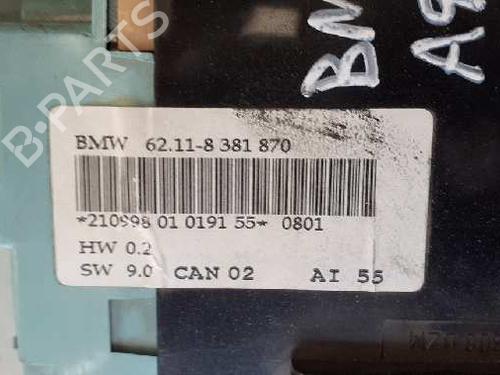 B-PARTS
BMW 62.11-8 381 870
*210998 01 0191 55* 0801
HW 0.2
SW 9.0 CAN 02 AI 55